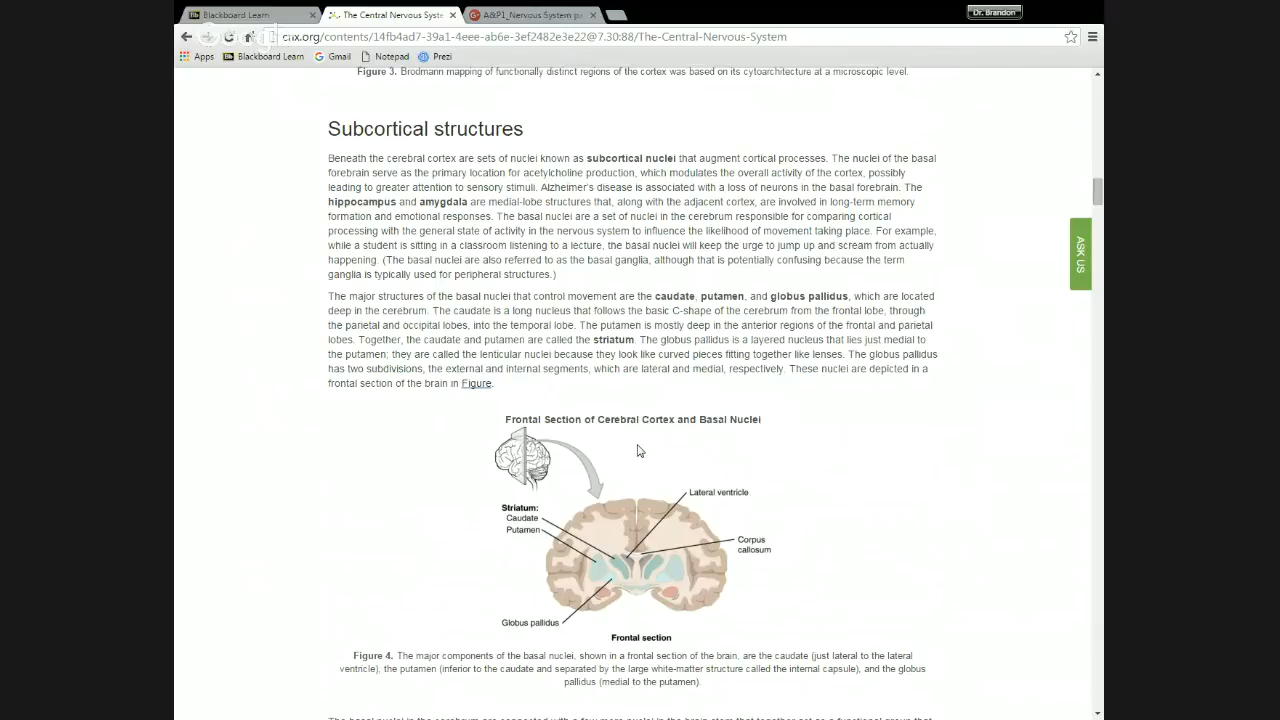 Blackboard Learn
The Central Nervous Syste
A&P1_Nervous System pa
Dr. Brandon
cnx.org/contents/14fb4ad7-39a1-4eee-ab6e-3ef2482e3e22@7.30:88/The-Central-Nervous-System
Apps Blackboard Learn Gmail Notepad Prezi
Figure 3. Brodmann mapping of functionally distinct regions of the cortex was based on its cytoarchitecture at a microscopic level.
Subcortical structures
Beneath the cerebral cortex are sets of nuclei known as subcortical nuclei that augment cortical processes. The nuclei of the basal
forebrain serve as the primary location for acetylcholine production, which modulates the overall activity of the cortex, possibly
leading to greater attention to sensory stimuli. Alzheimer's disease is associated with a loss of neurons in the basal forebrain. The
hippocampus and amygdala are medial-lobe structures that, along with the adjacent cortex, are involved in long-term memory
formation and emotional responses. The basal nuclei are a set of nuclei in the cerebrum responsible for comparing cortical
processing with the general state of activity in the nervous system to influence the likelihood of movement taking place. For example,
while a student is sitting in a classroom listening to a lecture, the basal nuclei will keep the urge to jump up and scream from actually
happening. (The basal nuclei are also referred to as the basal ganglia, although that is potentially confusing because the term
ganglia is typically used for peripheral structures.)
The major structures of the basal nuclei that control movement are the caudate, putamen, and globus pallidus, which are located
deep in the cerebrum. The caudate is a long nucleus that follows the basic C-shape of the cerebrum from the frontal lobe, through
the parietal and occipital lobes, into the temporal lobe. The putamen is mostly deep in the anterior regions of the frontal and parietal
lobes. Together, the caudate and putamen are called the striatum. The globus pallidus is a layered nucleus that lies just medial to
the putamen; they are called the lenticular nuclei because they look like curved pieces fitting together like lenses. The globus pallidus
has two subdivisions, the external and internal segments, which are lateral and medial, respectively. These nuclei are depicted in a
frontal section of the brain in Figure.
ASK US
Frontal Section of Cerebral Cortex and Basal Nuclei
Lateral ventricle
Striatum:
Caudate
Putamen
Corpus
callosum
Globus pallidus
Frontal section
Figure 4. The major components of the basal nuclei, shown in a frontal section of the brain, are the caudate (just lateral to the lateral
ventricle), the putamen (inferior to the caudate and separated by the large white-matter structure called the internal capsule), and the globus
pallidus (medial to the putamen).